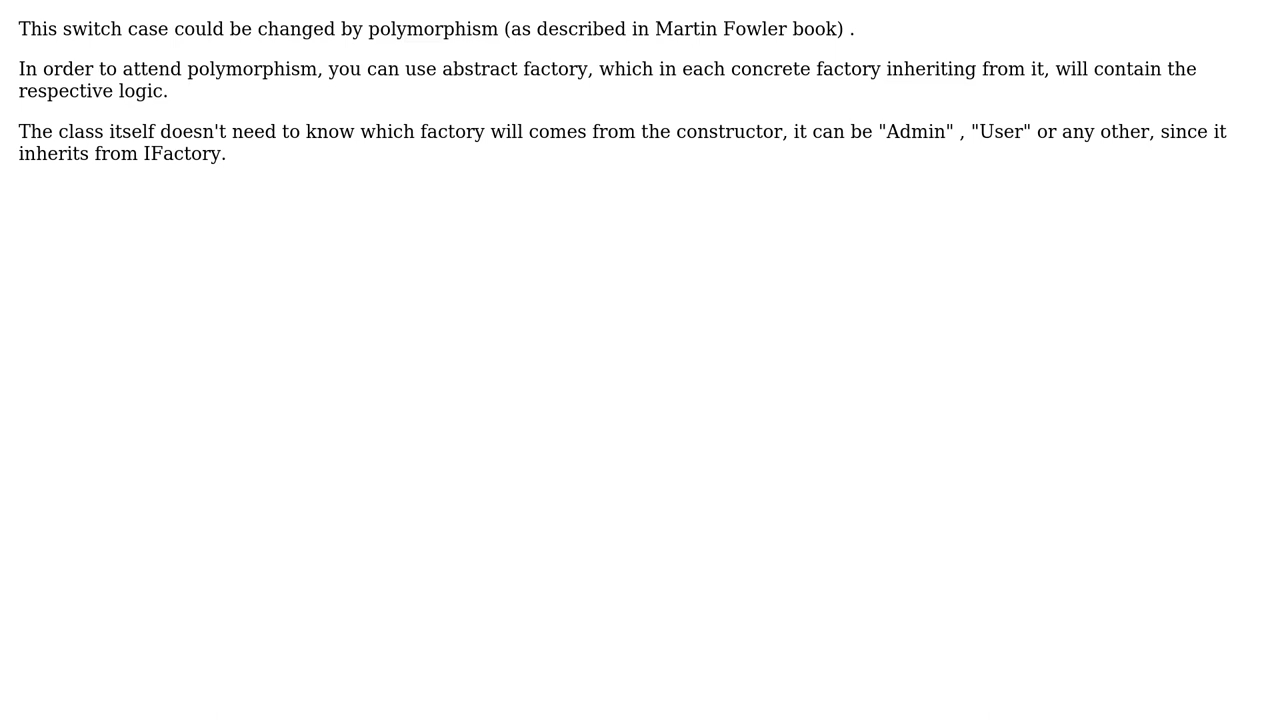 This switch case could be changed by polymorphism (as described in Martin Fowler book) .
In order to attend polymorphism, you can use abstract factory, which in each concrete factory inheriting from it, will contain the
respective logic.
The class itself doesn't need to know which factory will comes from the constructor, it can be "Admin" , "User" or any other, since it
inherits from IFactory.